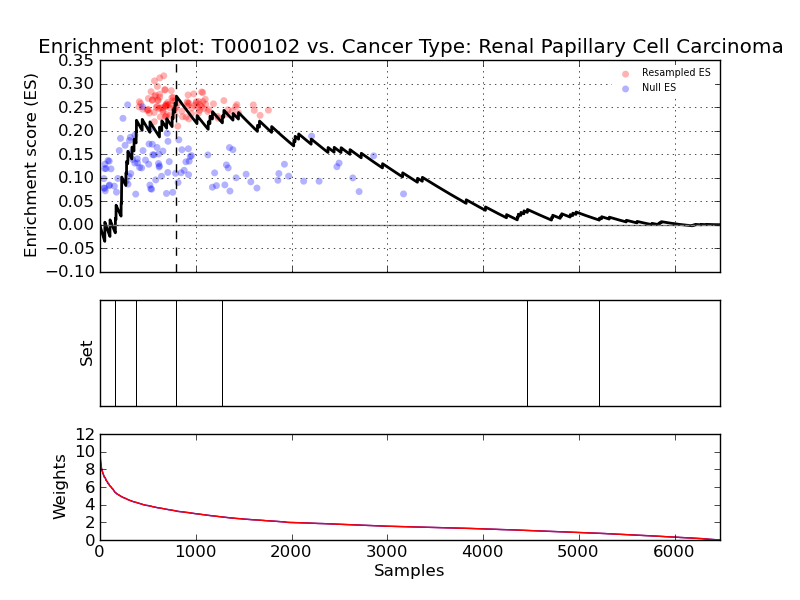 Enrichment plot: T000102 vs. Cancer Type: Renal Papillary Cell Carcinoma
Enrichment score (ES)
0.35
0.30
0.25
0.20
0.15
0.10
0.05
0.00
−0.05
−0.10
Resampled ES
Null ES
Set
Weights
12
10
8
6
4
2
0
0 1000 2000 3000 4000 5000 6000
Samples